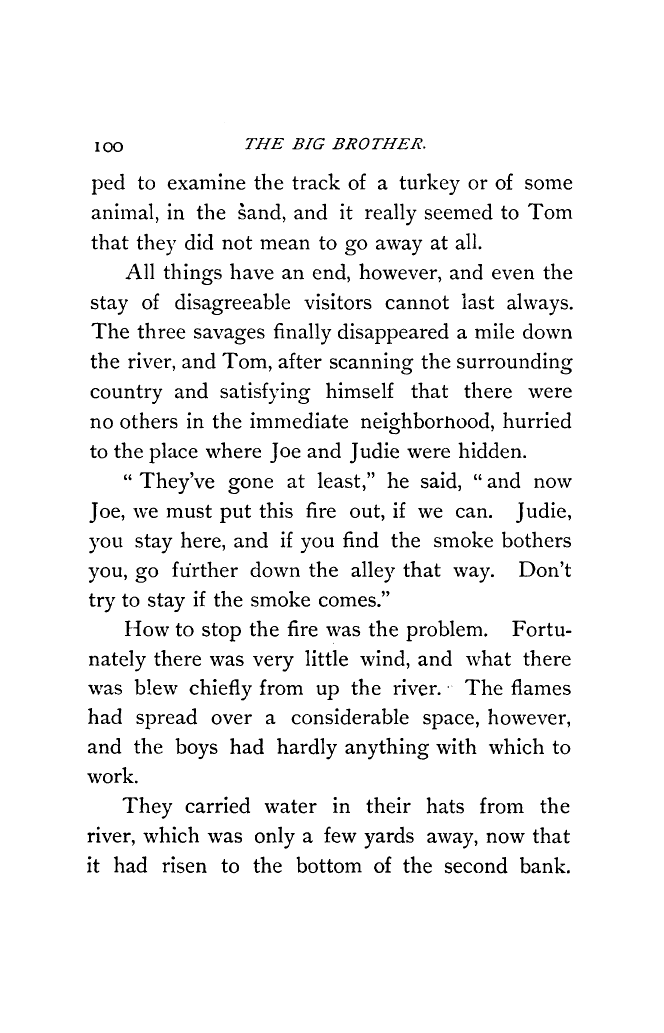 100 THE BIG BROTHER.
ped to examine the track of a turkey or of some
animal, in the sand, and it really seemed to Tom
that they did not mean to go away at all.
All things have an end, however, and even the
stay of disagreeable visitors cannot last always.
The three savages finally disappeared a mile down
the river, and Tom, after scanning the surrounding
country and satisfying himself that there were
no others in the immediate neighborhood, hurried
to the place where Joe and Judie were hidden.
“ They've gone at least,” he said, “ and now
Joe, we must put this fire out, if we can. Judie,
you stay here, and if you find the smoke bothers
you, go further down the alley that way. Don't
try to stay if the smoke comes.”
How to stop the fire was the problem. Fortu-
nately there was very little wind, and what there
was blew chiefly from up the river. The flames
had spread over a considerable space, however,
and the boys had hardly anything with which to
work.
They carried water in their hats from the
river, which was only a few yards away, now that
it had risen to the bottom of the second bank.